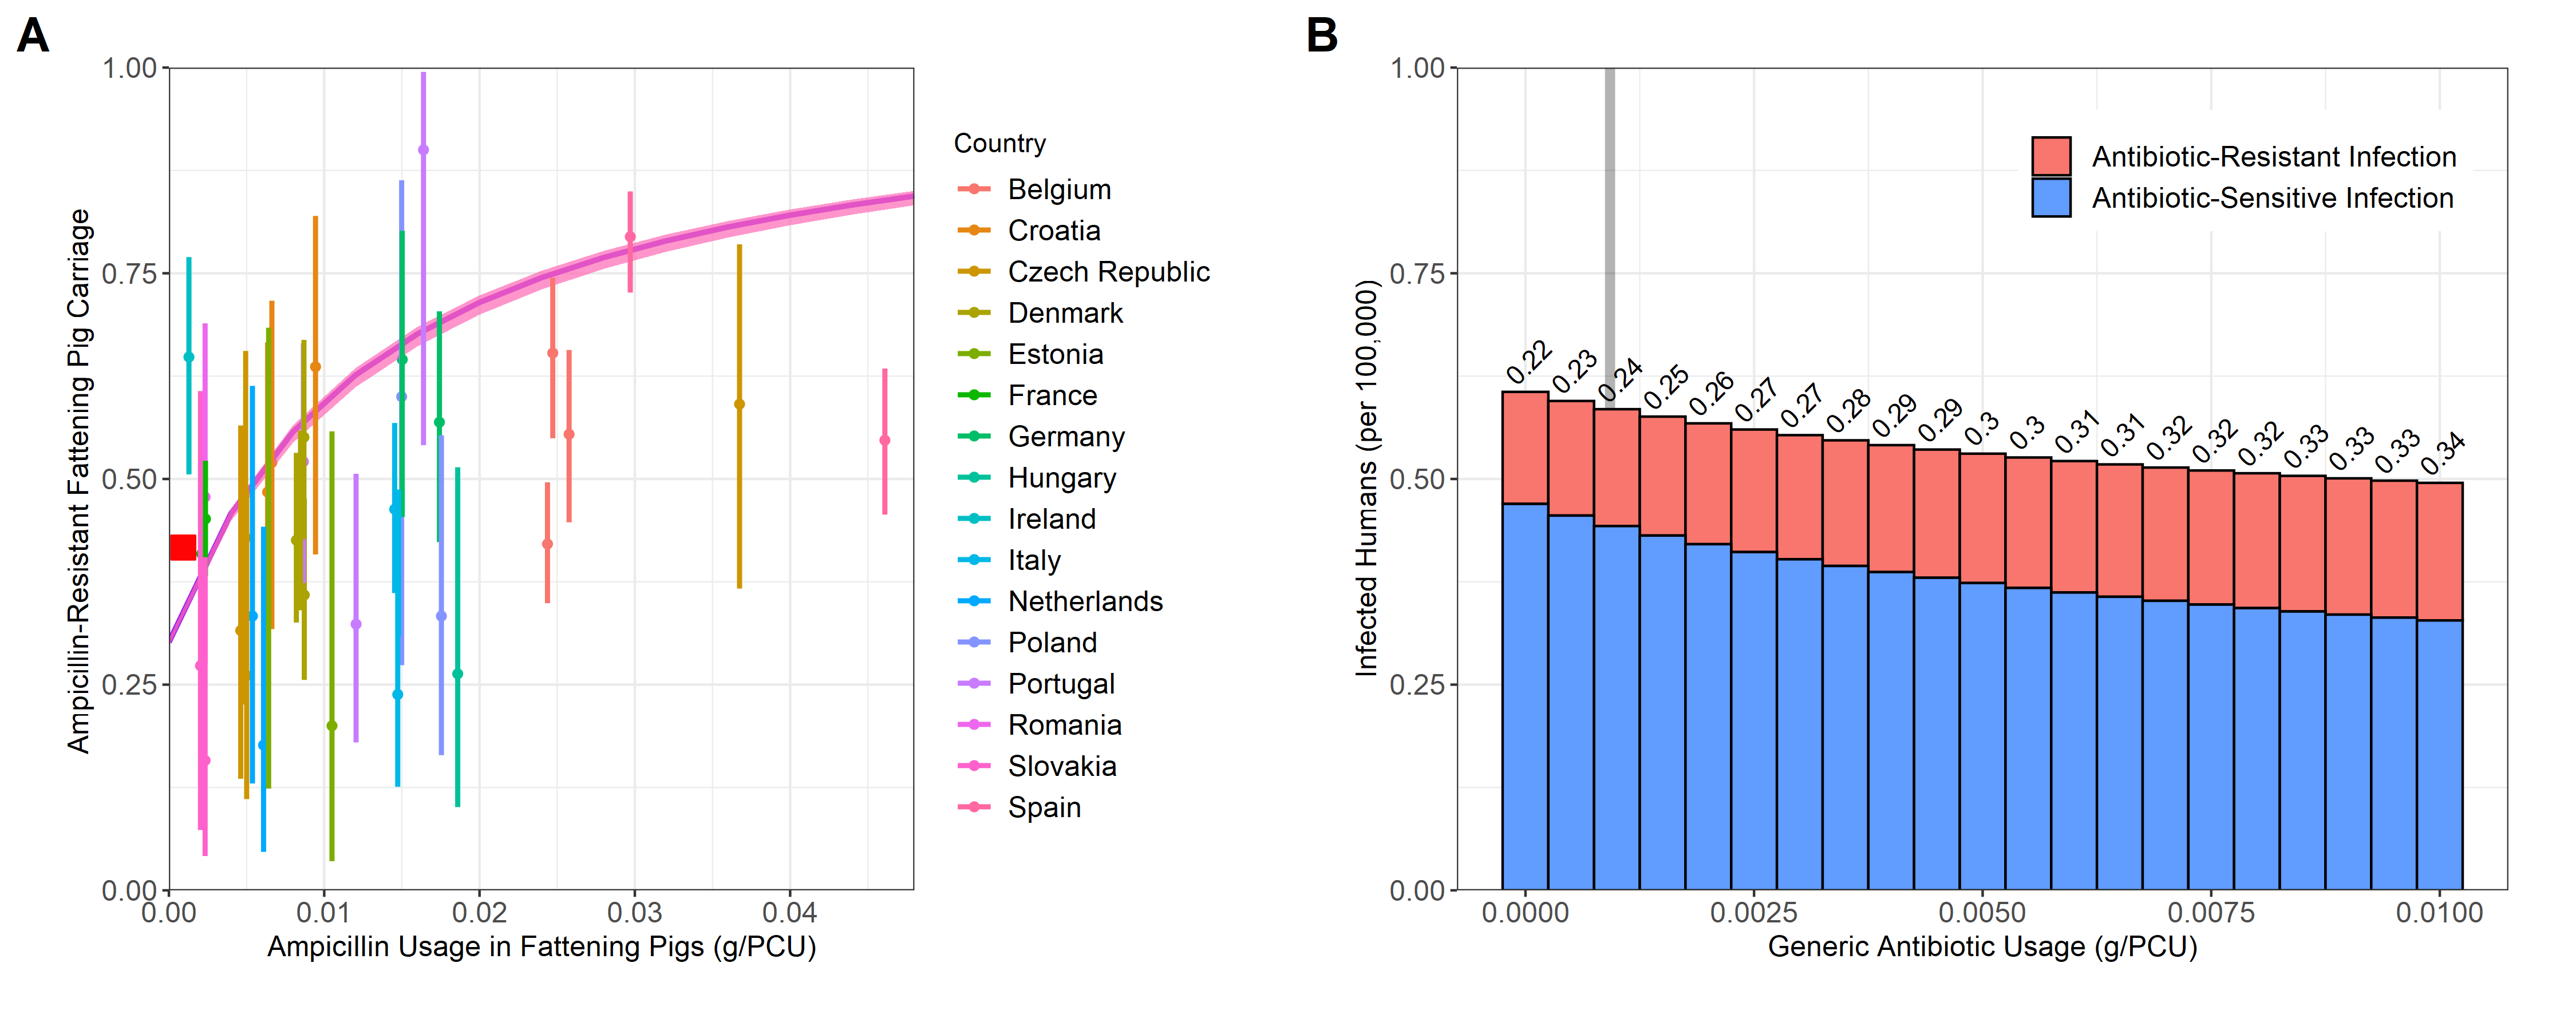 A
Ampicillin-Resistant Fattening Pig Carriage
1.00
0.75
0.50
0.25
0.00
0.00 0.01 0.02 0.03 0.04
Ampicillin Usage in Fattening Pigs (g/PCU)
Country
Belgium
Croatia
Czech Republic
Denmark
Estonia
France
Germany
Hungary
Ireland
Italy
Netherlands
Poland
Portugal
Romania
Slovakia
Spain
B
Infected Humans (per 100,000)
1.00
0.75
0.50
0.25
0.00
Antibiotic-Resistant Infection
Antibiotic-Sensitive Infection
0.22 0.23 0.24 0.25 0.26 0.27 0.27 0.28 0.29 0.29 0.3 0.3 0.31 0.31 0.32 0.32 0.32 0.33 0.33 0.33 0.34
0.0000 0.0025 0.0050 0.0075 0.0100
Generic Antibiotic Usage (g/PCU)